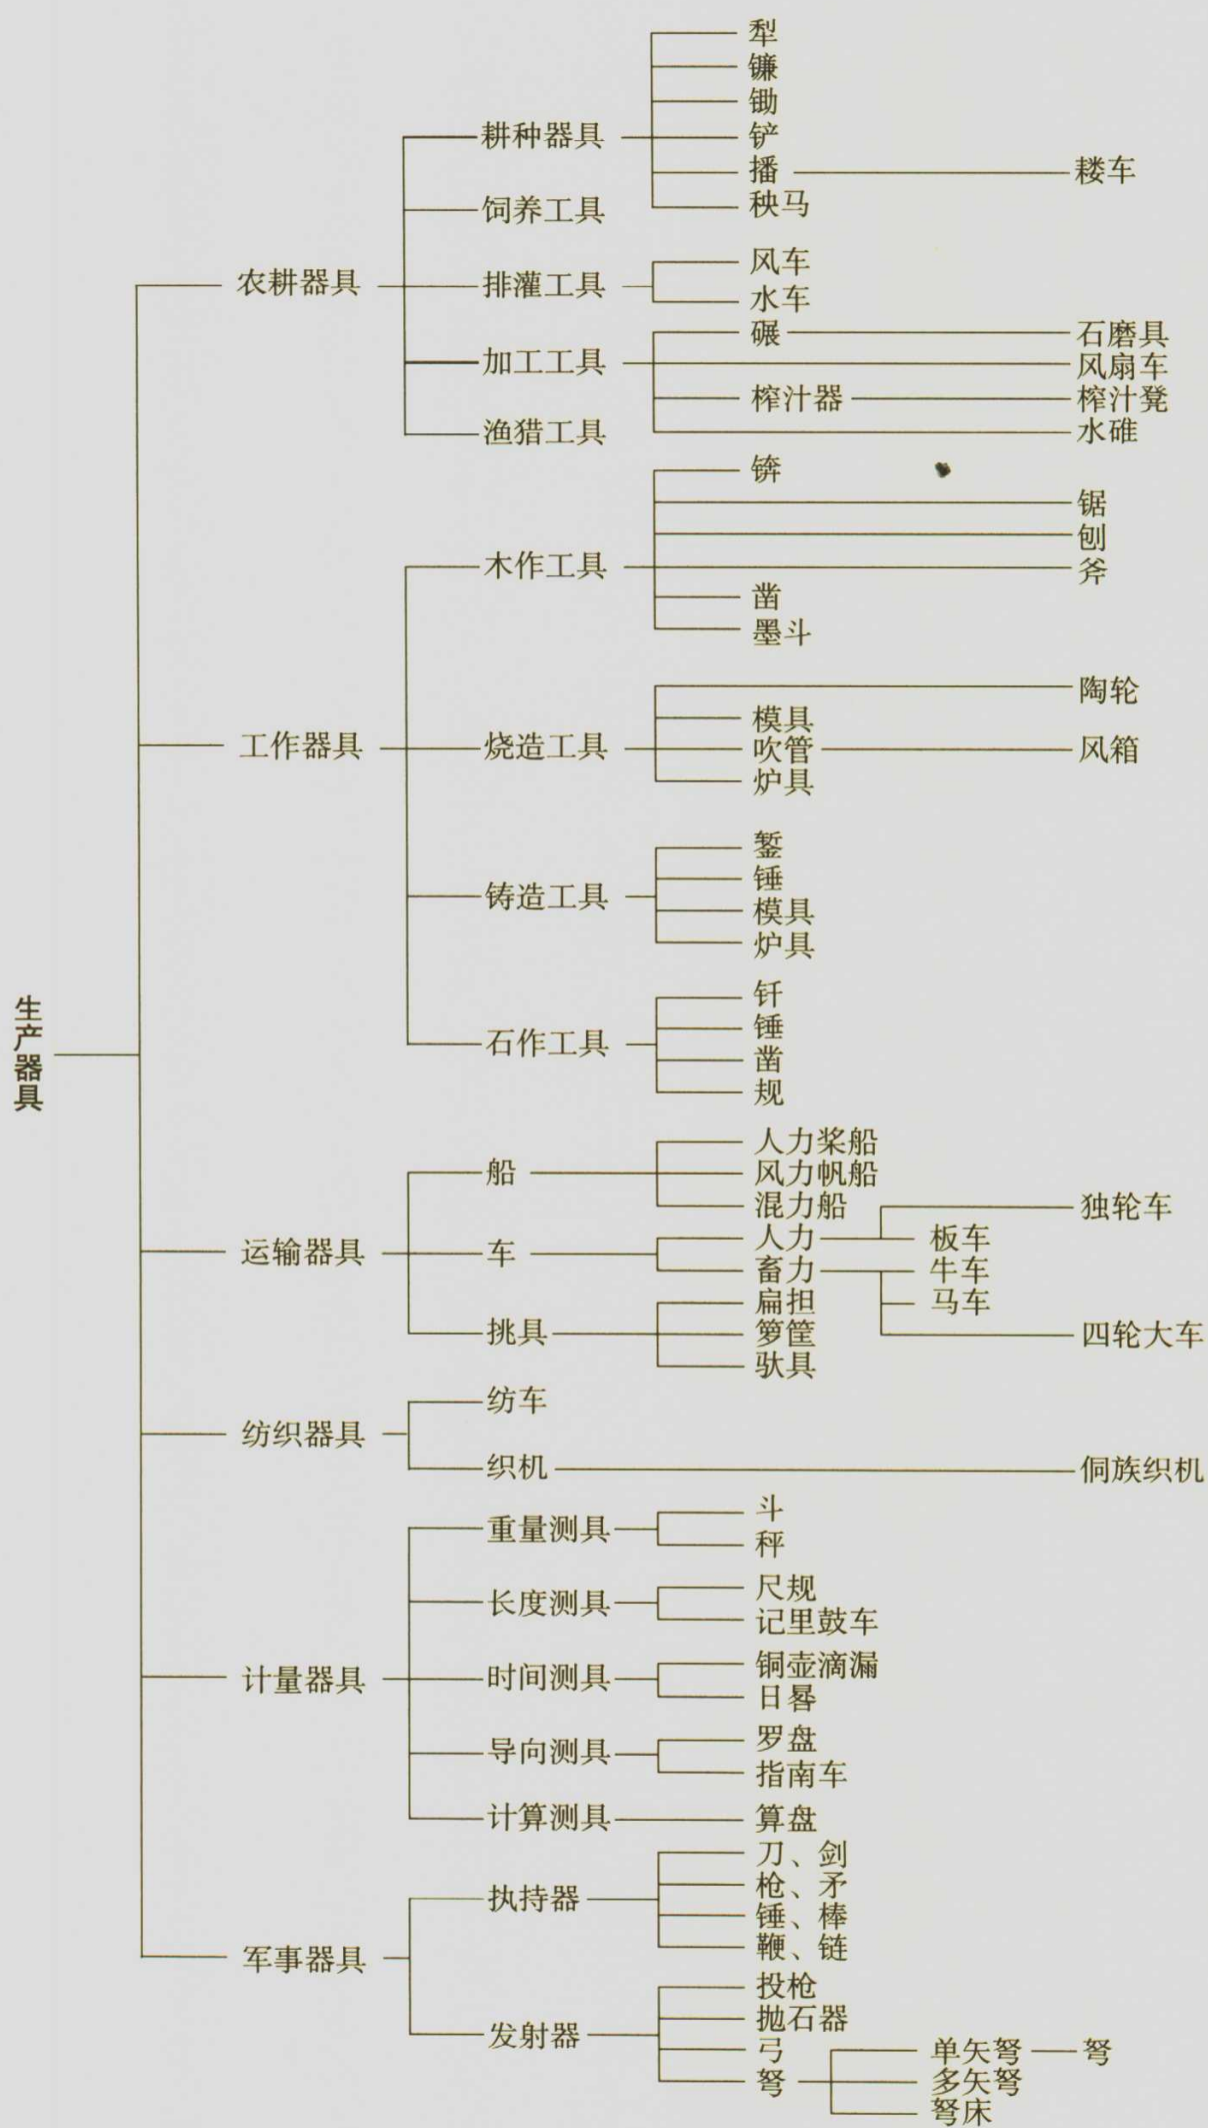 生产器具
农耕器具
耕种器具
犁
镰
锄
铲
播
耧车
秧马
饲养工具
排灌工具
风车
水车
加工工具
碾
石磨具
风扇车
榨汁器
榨汁凳
水碓
渔猎工具
工作器具
木作工具
锛
锯
刨
斧
凿
墨斗
烧造工具
陶轮
模具
吹管
风箱
炉具
铸造工具
錾
锤
模具
炉具
石作工具
钎
锤
凿
规
运输器具
船
人力桨船
风力帆船
混力船
车
人力
独轮车
板车
畜力
牛车
马车
四轮大车
挑具
扁担
箩筐
驮具
纺织器具
纺车
织机
侗族织机
计量器具
重量测具
斗
秤
长度测具
尺规
记里鼓车
时间测具
铜壶滴漏
日晷
导向测具
罗盘
指南车
计算测具
算盘
军事器具
执持器
刀、剑
枪、矛
锤、棒
鞭、链
发射器
投枪
抛石器
弓
弩
单矢弩
弩
多矢弩
弩床